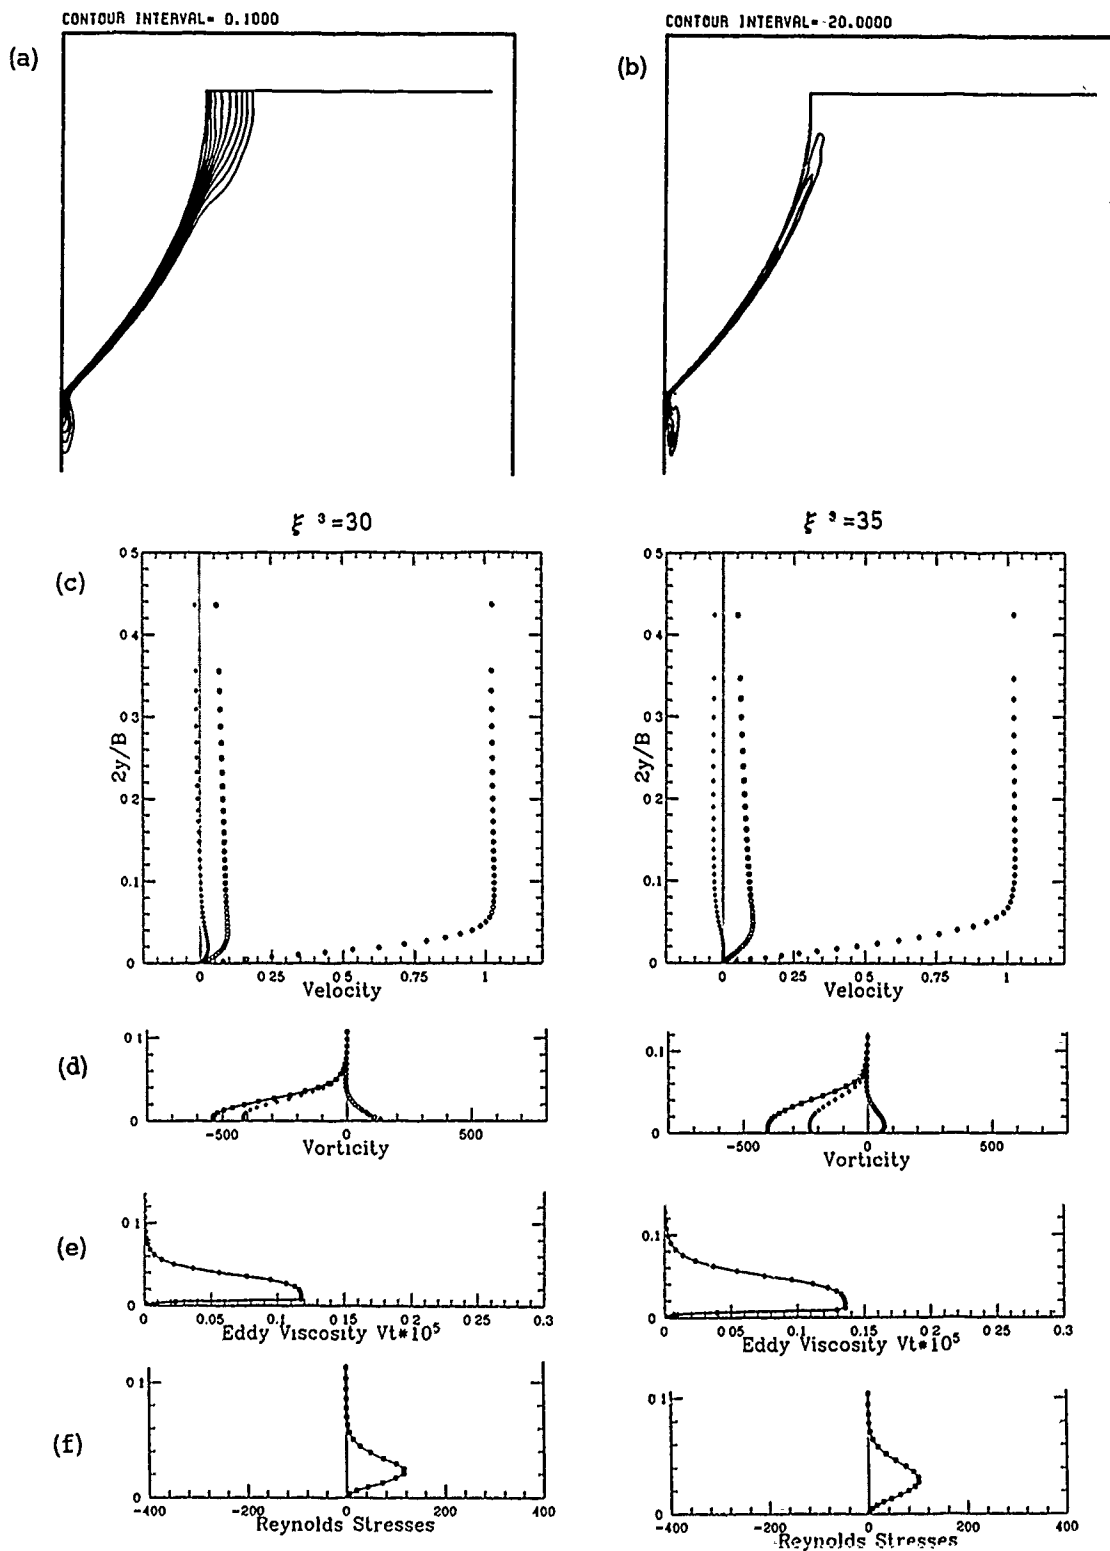 CONTOUR INTERVAL= 0.1000
CONTOUR INTERVAL= -20.0000
(a)
(b)
ξ ³=30
ξ ³=35
(c)
0 5
0 4
0 3
0 2
0.1
0
2y/B
0 0 25 0 5 0.75 1
Velocity
0 5
0 4
0 3
0 2
0.1
0
2y/B
0 0 25 0 5 0.75 1
Velocity
(d)
0 1
0
-500 0 500
Vorticity
0.1
0
-500 0 500
Vorticity
(e)
0 1
0
0 0 05 0 1 0 15 0 2 0 25 0.3
Eddy Viscosity Vt*10⁵
0.1
0
0 0 05 0 1 0 15 0 2 0 25 0 3
Eddy Viscosity Vt*10⁵
(f)
0 1
0
-400 -200 0 200 400
Reynolds Stresses
0 1
0
-400 -200 0 200 400
Reynolds Stresses